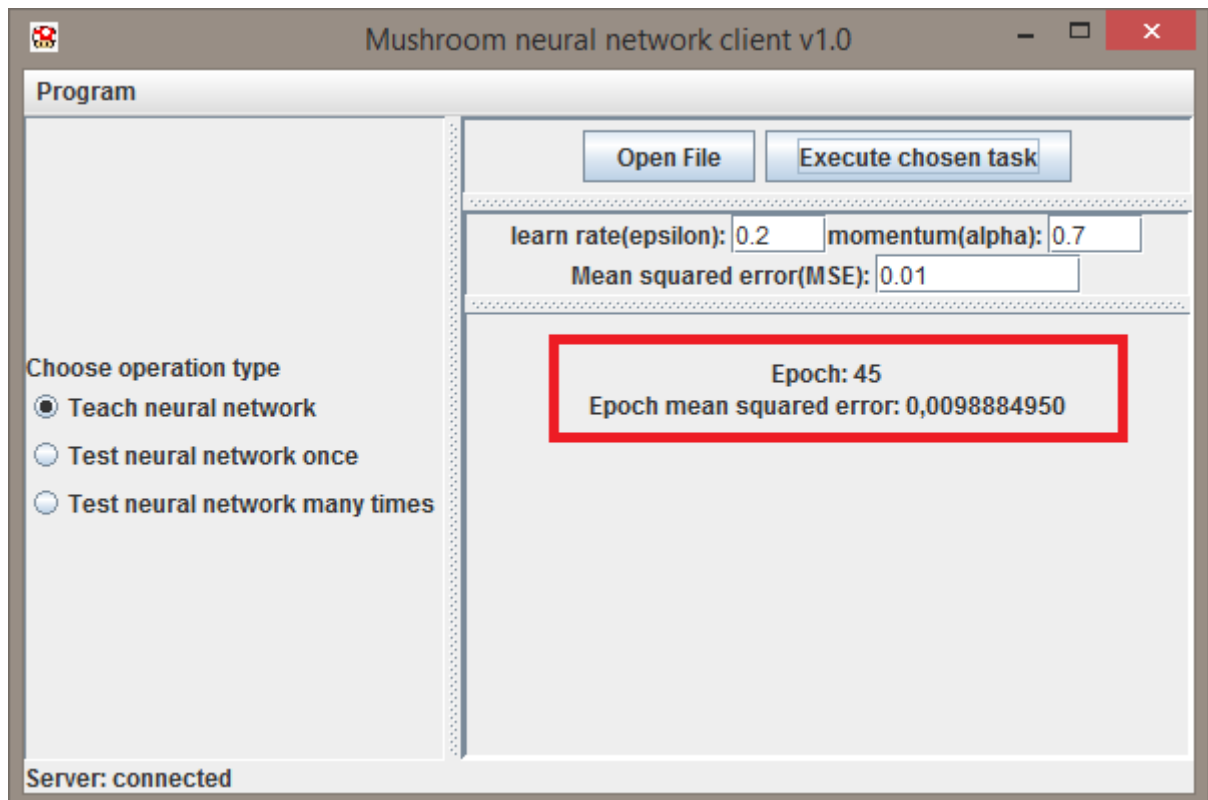 Mushroom neural network client v1.0
Program
Open File
Execute chosen task
learn rate(epsilon): 0.2 momentum(alpha): 0.7
Mean squared error(MSE): 0.01
Choose operation type
Teach neural network
Test neural network once
Test neural network many times
Epoch: 45
Epoch mean squared error: 0,0098884950
Server: connected